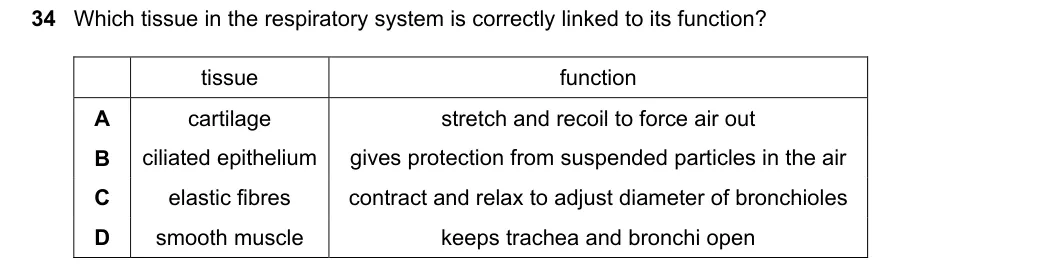 34 Which tissue in the respiratory system is correctly linked to its function?
tissue function
A cartilage stretch and recoil to force air out
B ciliated epithelium gives protection from suspended particles in the air
C elastic fibres contract and relax to adjust diameter of bronchioles
D smooth muscle keeps trachea and bronchi open